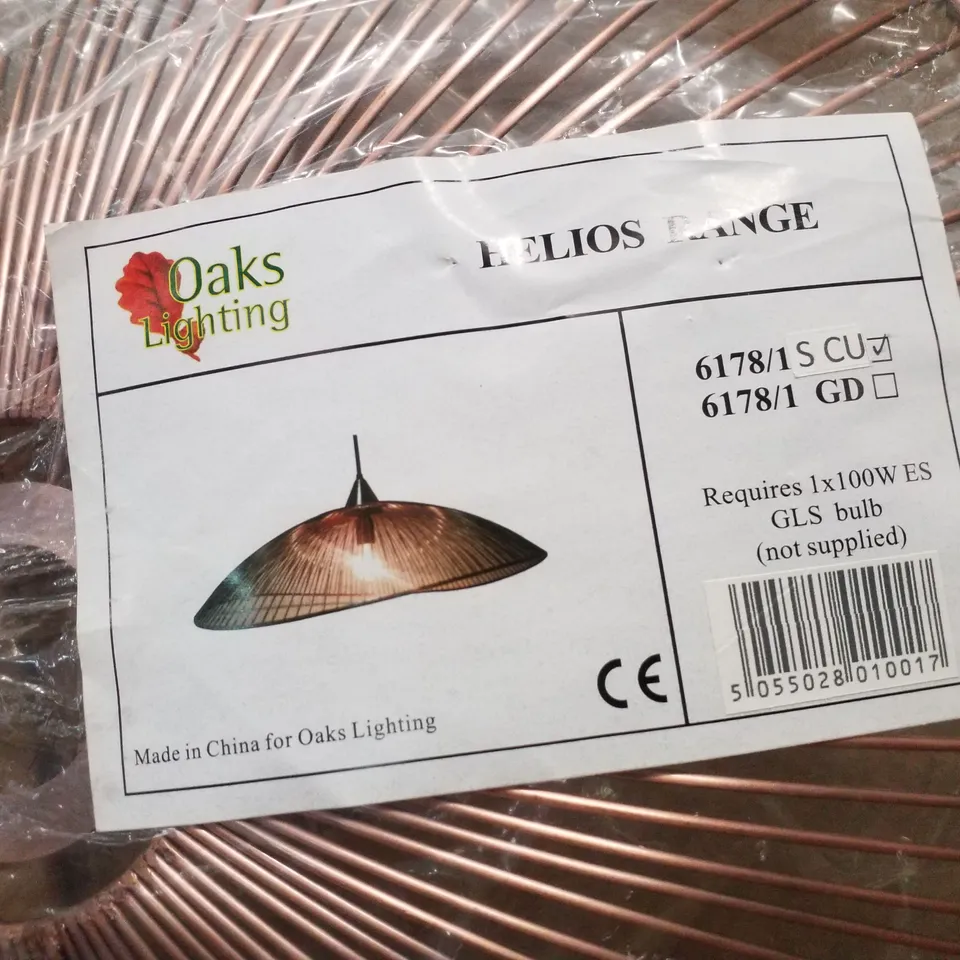 Oaks
Lighting
HELIOS RANGE
6178/1 S CU
6178/1 GD
Requires 1x100W ES
GLS bulb
(not supplied)
CE
5 055028 010017
Made in China for Oaks Lighting